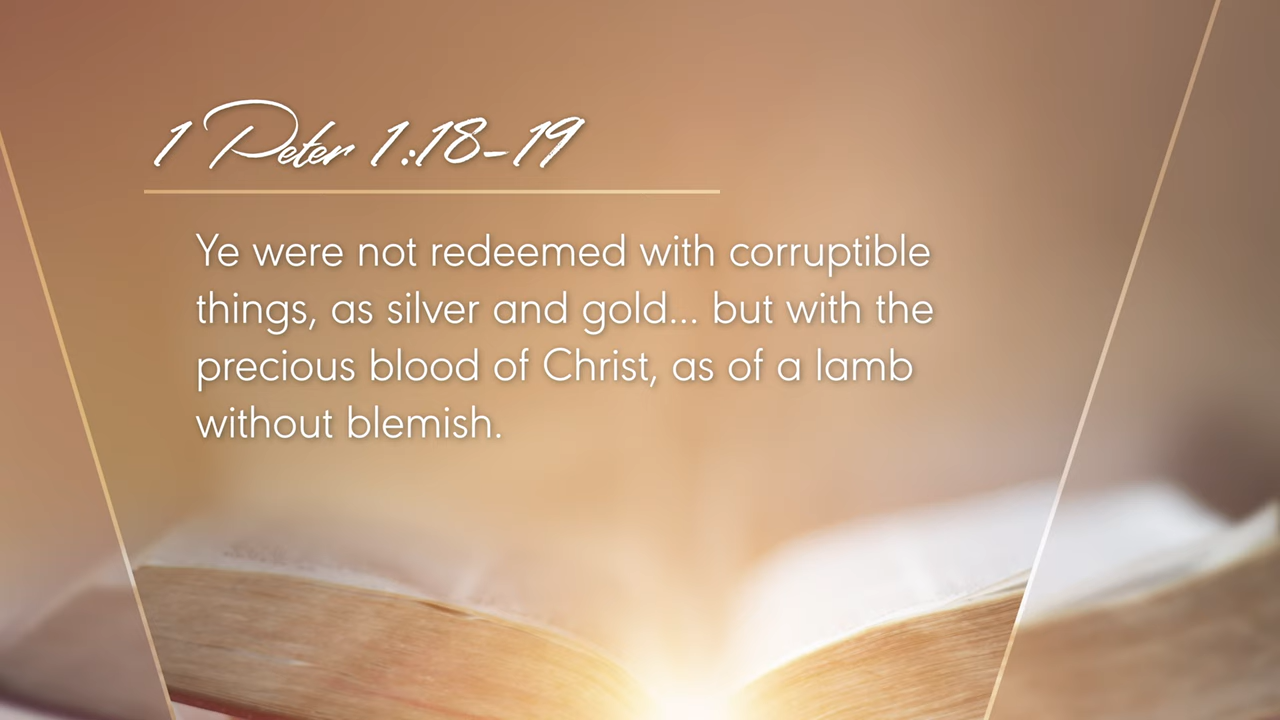 1 Peter 1:18-19
Ye were not redeemed with corruptible
things, as silver and gold... but with the
precious blood of Christ, as of a lamb
without blemish.